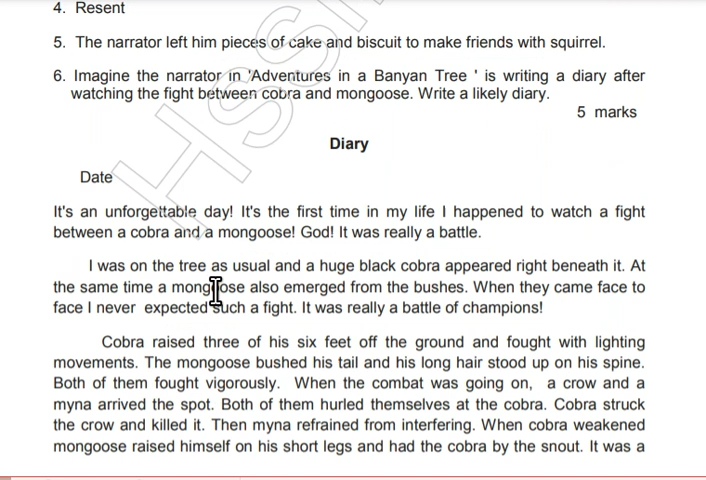 4. Resent
5. The narrator left him pieces of cake and biscuit to make friends with squirrel.
6. Imagine the narrator in 'Adventures in a Banyan Tree ' is writing a diary after
watching the fight between cobra and mongoose. Write a likely diary.
5 marks
Diary
Date
It's an unforgettable day! It's the first time in my life I happened to watch a fight
between a cobra and a mongoose! God! It was really a battle.
I was on the tree as usual and a huge black cobra appeared right beneath it. At
the same time a mongoose also emerged from the bushes. When they came face to
face I never expected such a fight. It was really a battle of champions!
Cobra raised three of his six feet off the ground and fought with lighting
movements. The mongoose bushed his tail and his long hair stood up on his spine.
Both of them fought vigorously. When the combat was going on, a crow and a
myna arrived the spot. Both of them hurled themselves at the cobra. Cobra struck
the crow and killed it. Then myna refrained from interfering. When cobra weakened
mongoose raised himself on his short legs and had the cobra by the snout. It was a